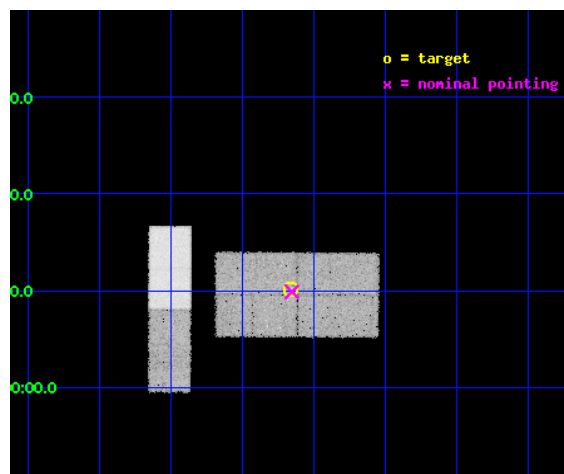 o = target
x = nominal pointing
0.0
0.0
0.0
0:00.0